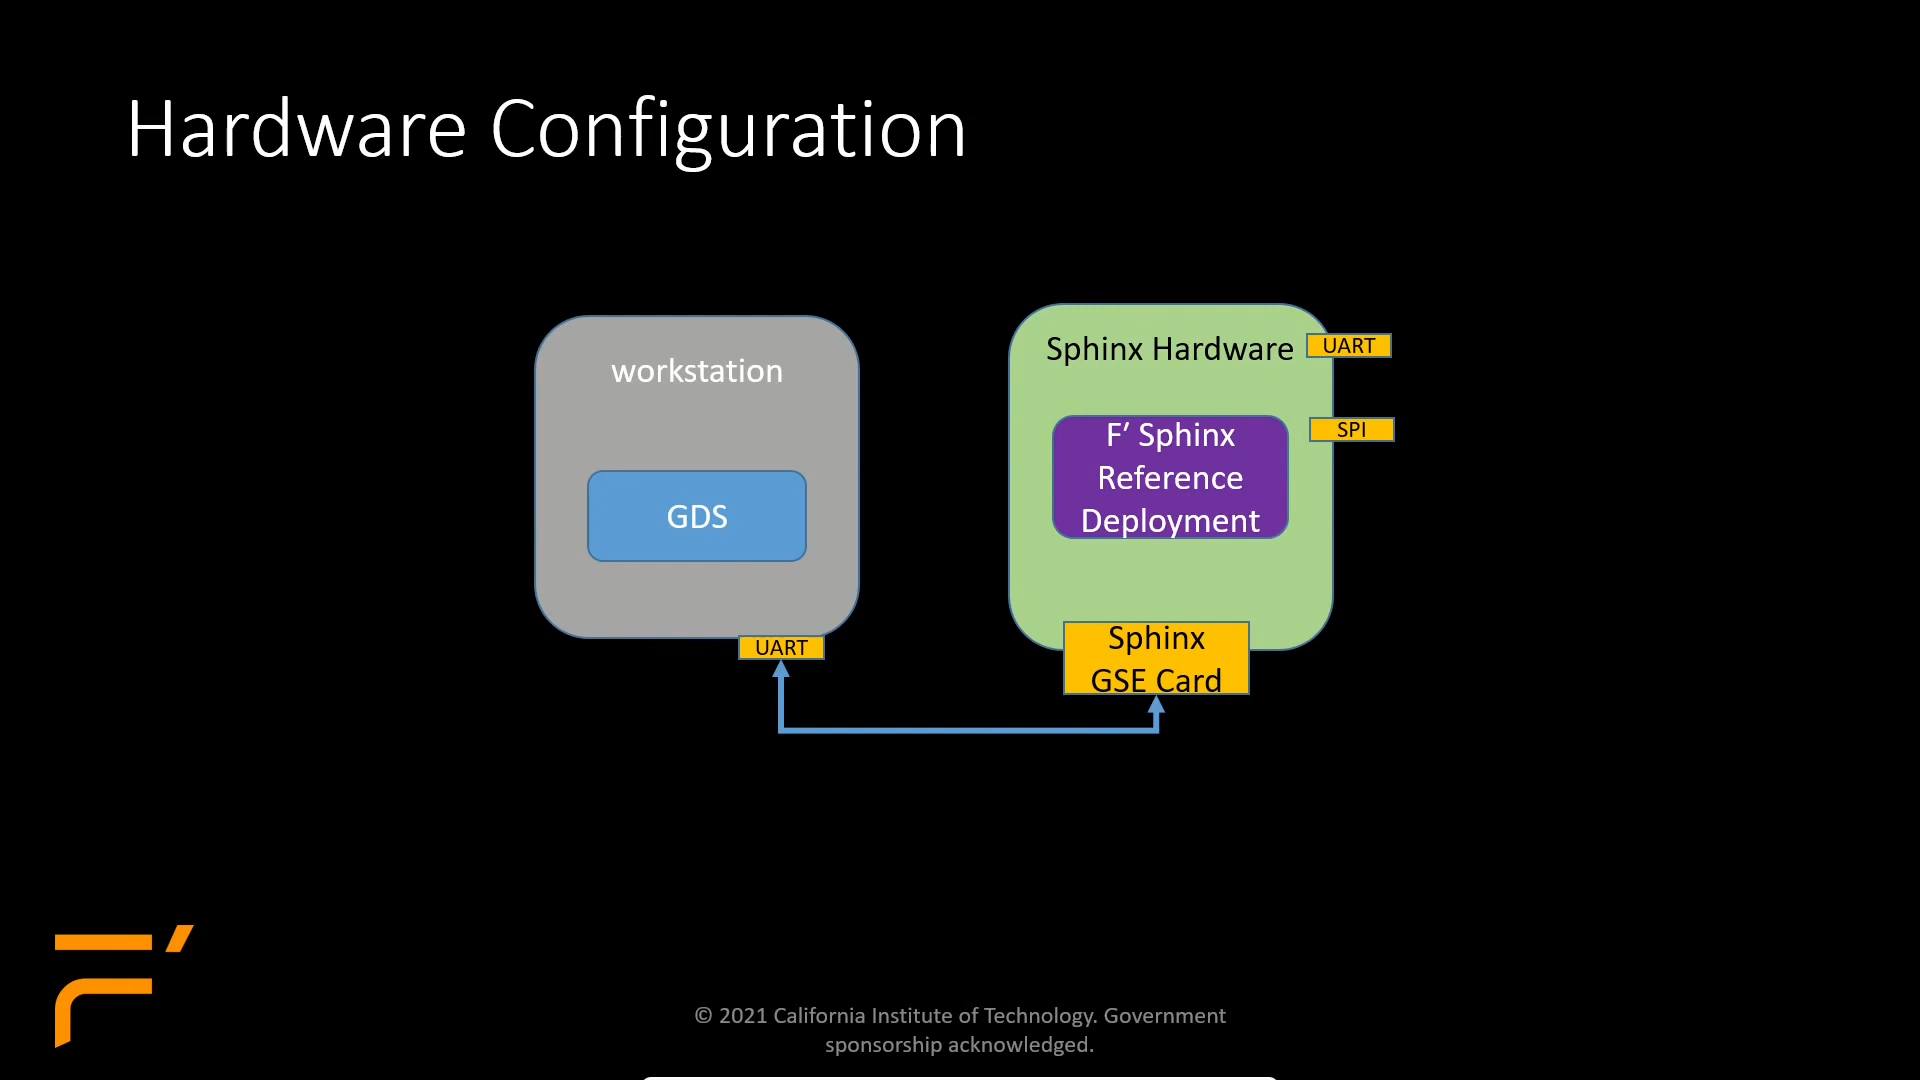 Hardware Configuration
workstation
GDS
UART
Sphinx Hardware
UART
SPI
F′ Sphinx
Reference
Deployment
Sphinx
GSE Card
F′
© 2021 California Institute of Technology. Government
sponsorship acknowledged.